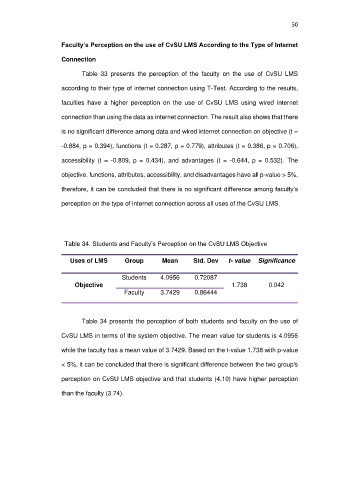 50
Faculty's Perception on the use of CvSU LMS According to the Type of Internet
Connection
Table 33 presents the perception of the faculty on the use of CvSU LMS
according to their type of internet connection using T-Test. According to the results,
faculties have a higher perception on the use of CvSU LMS using wired internet
connection than using the data as internet connection. The result also shows that there
is no significant difference among data and wired internet connection on objective (t =
-0.884, p = 0.394), functions (t = 0.287, p = 0.779), attributes (t = 0.386, p = 0.706),
accessibility (t = -0.809, p = 0.434), and advantages (t = -0.644, p = 0.532). The
objective, functions, attributes, accessibility, and disadvantages have all p-value > 5%,
therefore, it can be concluded that there is no significant difference among faculty's
perception on the type of internet connection across all uses of the CvSU LMS.
Table 34. Students and Faculty's Perception on the CvSU LMS Objective
Uses of LMS Group Mean Std. Dev t- value Significance
Students 4.0956 0.72087
Objective 1.738 0.042
Faculty 3.7429 0.86444
Table 34 presents the perception of both students and faculty on the use of
CvSU LMS in terms of the system objective. The mean value for students is 4.0956
while the faculty has a mean value of 3.7429. Based on the t-value 1.738 with p-value
< 5%, it can be concluded that there is significant difference between the two group's
perception on CvSU LMS objective and that students (4.10) have higher perception
than the faculty (3.74).